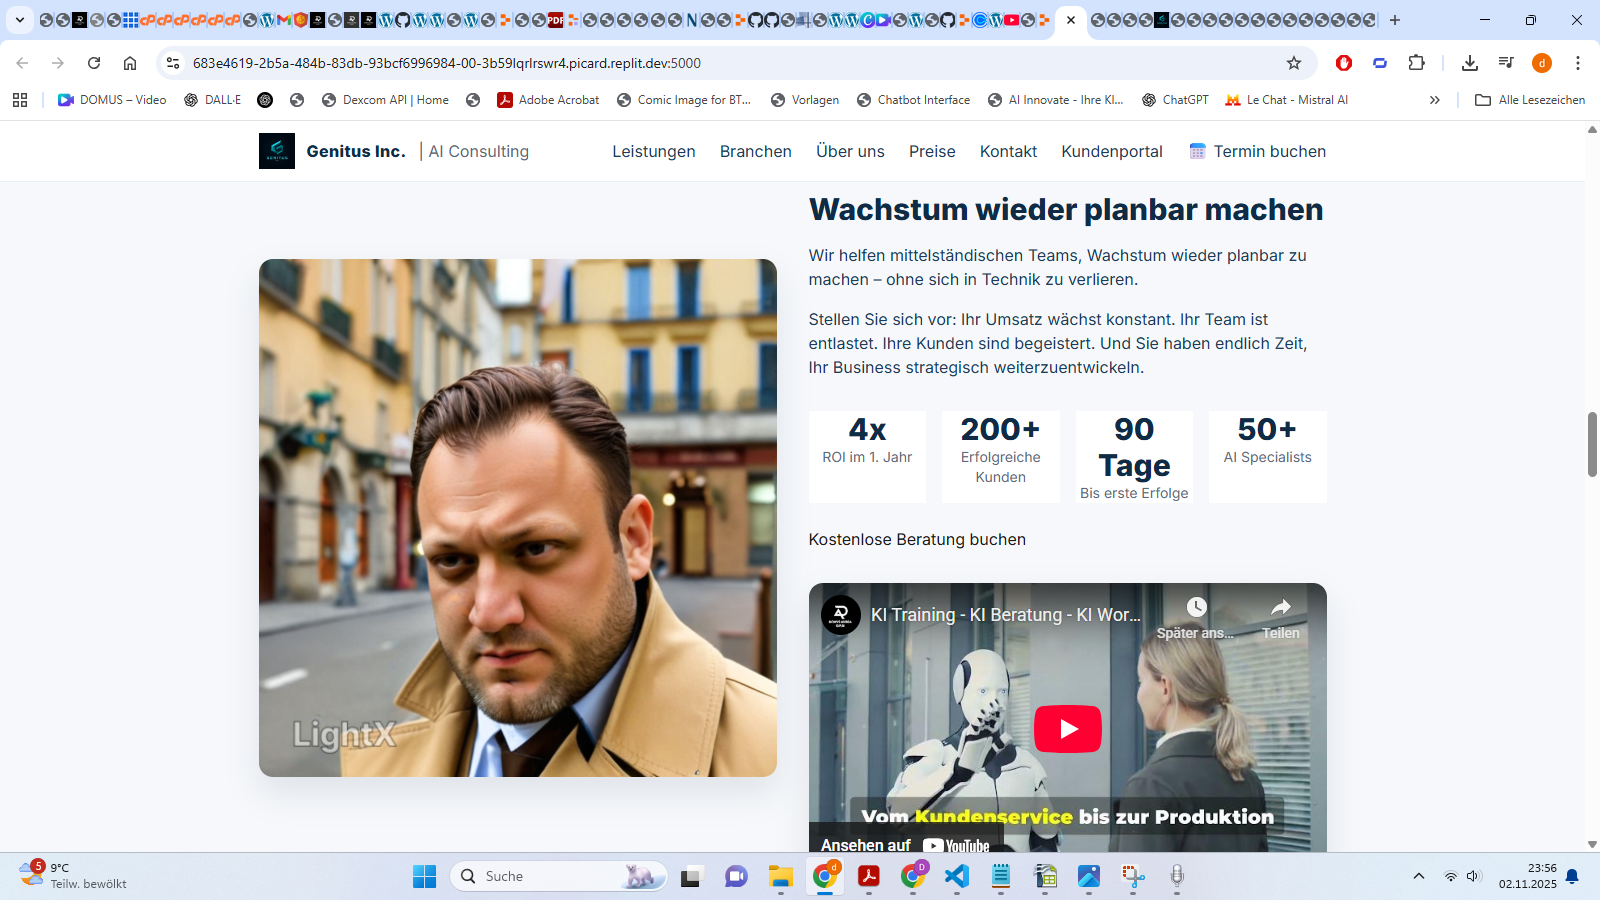 683e4619-2b5a-484b-83db-93bcf6996984-00-3b59lqrlrswr4.picard.replit.dev:5000
d
DOMUS – Video
DALL·E
Dexcom API | Home
Adobe Acrobat
Comic Image for BT...
Vorlagen
Chatbot Interface
AI Innovate - Ihre KI...
ChatGPT
Le Chat - Mistral AI
Alle Lesezeichen
GENITUS
Genitus Inc. | AI Consulting
Leistungen
Branchen
Über uns
Preise
Kontakt
Kundenportal
Termin buchen
Wachstum wieder planbar machen
Wir helfen mittelständischen Teams, Wachstum wieder planbar zu
machen – ohne sich in Technik zu verlieren.
Stellen Sie sich vor: Ihr Umsatz wächst konstant. Ihr Team ist
entlastet. Ihre Kunden sind begeistert. Und Sie haben endlich Zeit,
Ihr Business strategisch weiterzuentwickeln.
4x
ROI im 1. Jahr
200+
Erfolgreiche
Kunden
90
Tage
Bis erste Erfolge
50+
AI Specialists
Kostenlose Beratung buchen
KI Training - KI Beratung - KI Wor...
Später ans...
Teilen
Vom Kundenservice bis zur Produktion
Ansehen auf YouTube
LightX
5
9°C
Teilw. bewölkt
Suche
d
D
23:56
02.11.2025